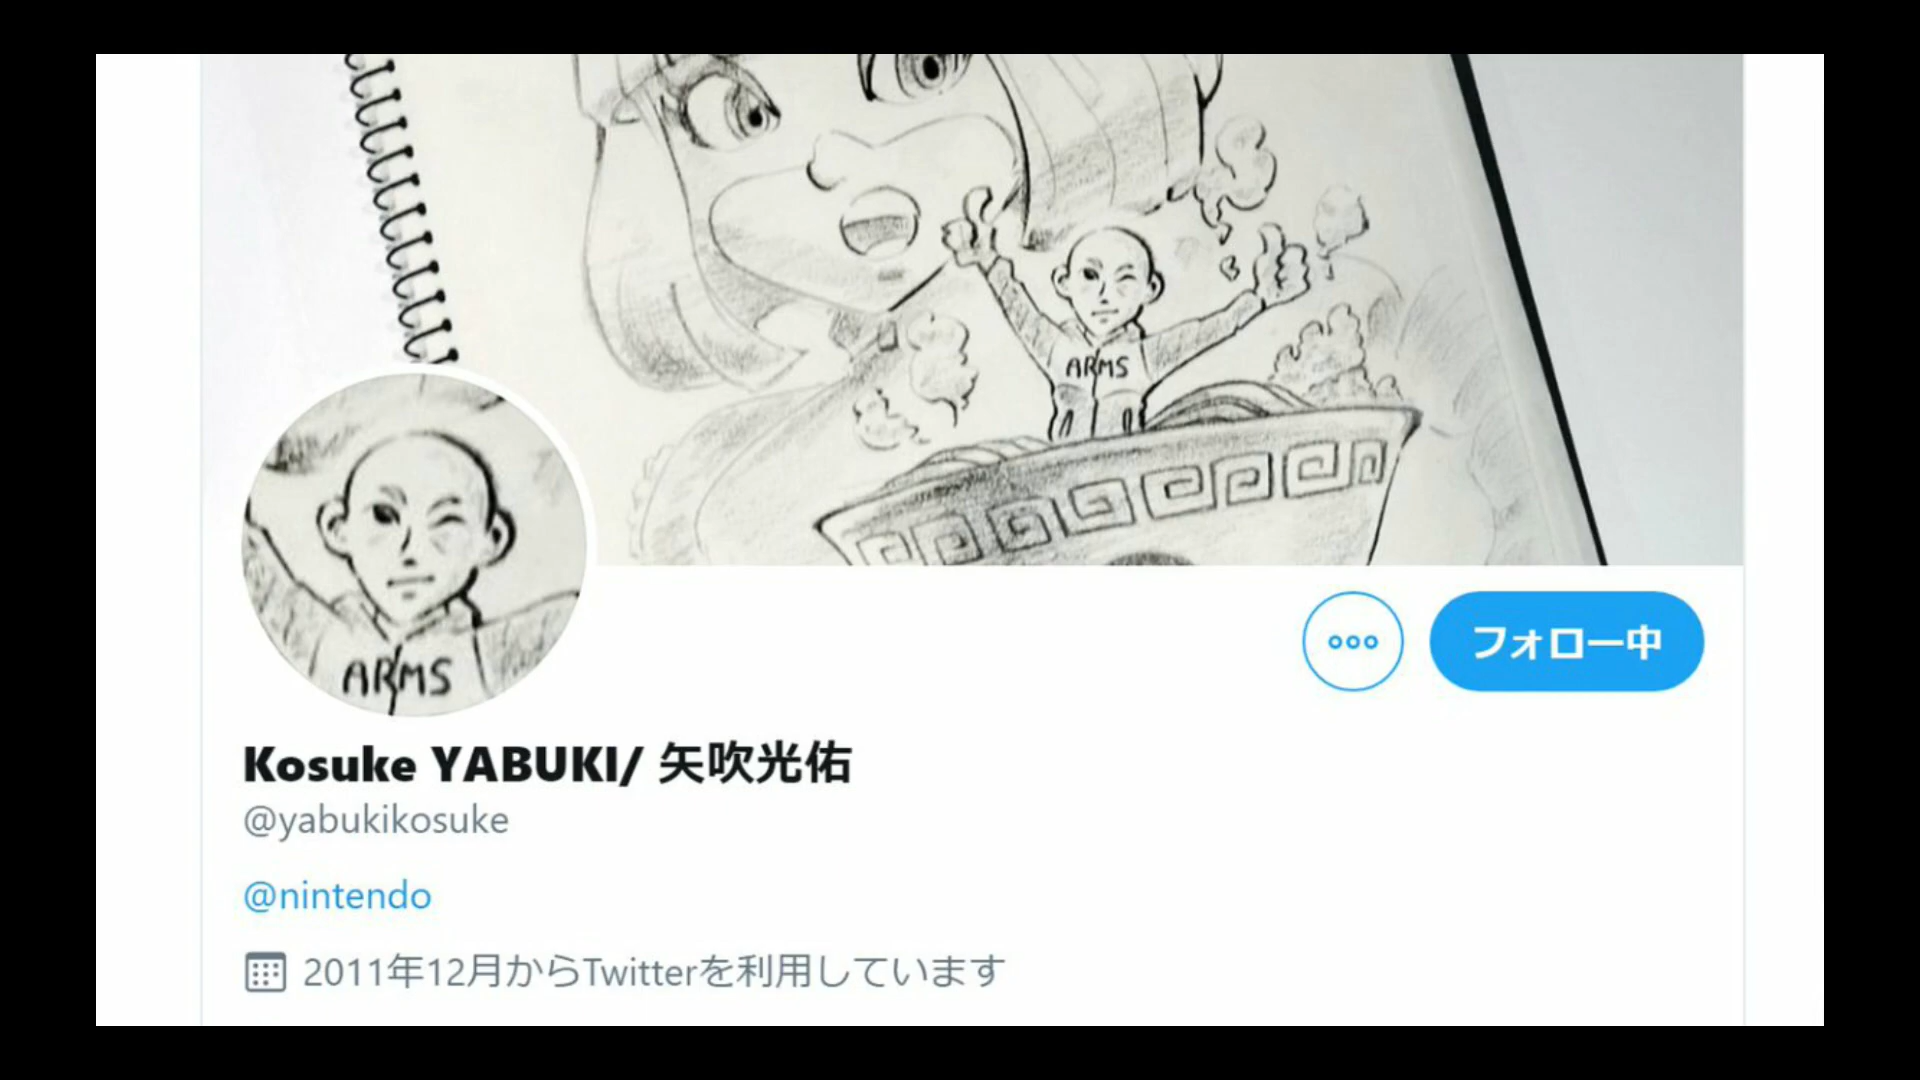 ARMS
ARMS
フォロー中
Kosuke YABUKI/ 矢吹光佑
@yabukikosuke
@nintendo
2011年12月からTwitterを利用しています